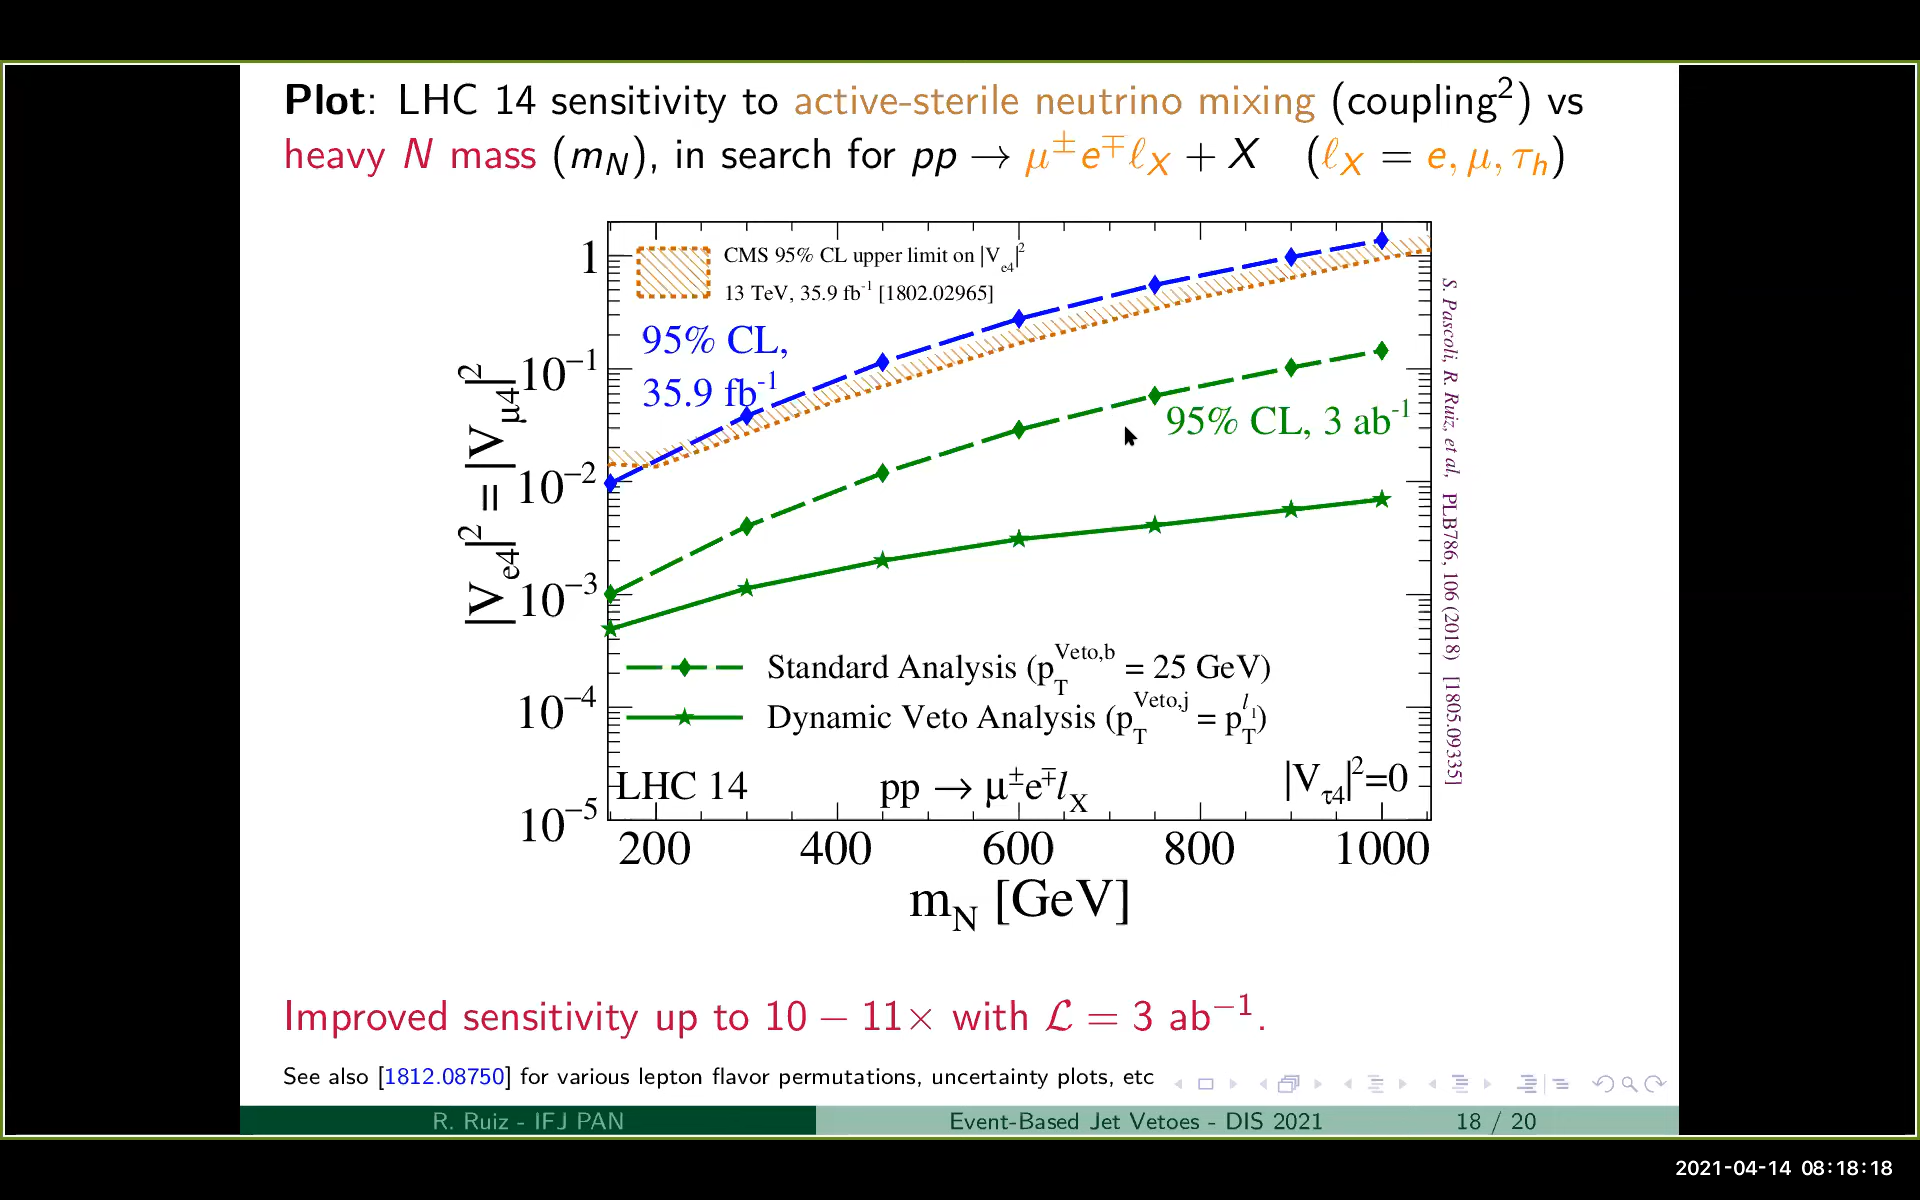 Plot: LHC 14 sensitivity to active-sterile neutrino mixing (coupling²) vs
heavy N mass (m_N), in search for pp → μ^± e^∓ ℓ_X + X (ℓ_X = e, μ, τ_h)
CMS 95% CL upper limit on |V_e4|²
13 TeV, 35.9 fb⁻¹ [1802.02965]
95% CL,
35.9 fb⁻¹
95% CL, 3 ab⁻¹
Standard Analysis (p_T^{Veto,b} = 25 GeV)
Dynamic Veto Analysis (p_T^{Veto,j} = p_T^{l_1})
LHC 14
pp → μ^± e^∓ l_X
|V_τ4|²=0
|V_e4|² = |V_μ4|²
1
10⁻¹
10⁻²
10⁻³
10⁻⁴
10⁻⁵
200 400 600 800 1000
m_N [GeV]
S. Pascoli, R. Ruiz, et al, PLB786, 106 (2018) [1805.09335]
Improved sensitivity up to 10 − 11× with ℒ = 3 ab⁻¹.
See also [1812.08750] for various lepton flavor permutations, uncertainty plots, etc
R. Ruiz - IFJ PAN
Event-Based Jet Vetoes - DIS 2021
18 / 20
2021-04-14 08:18:18